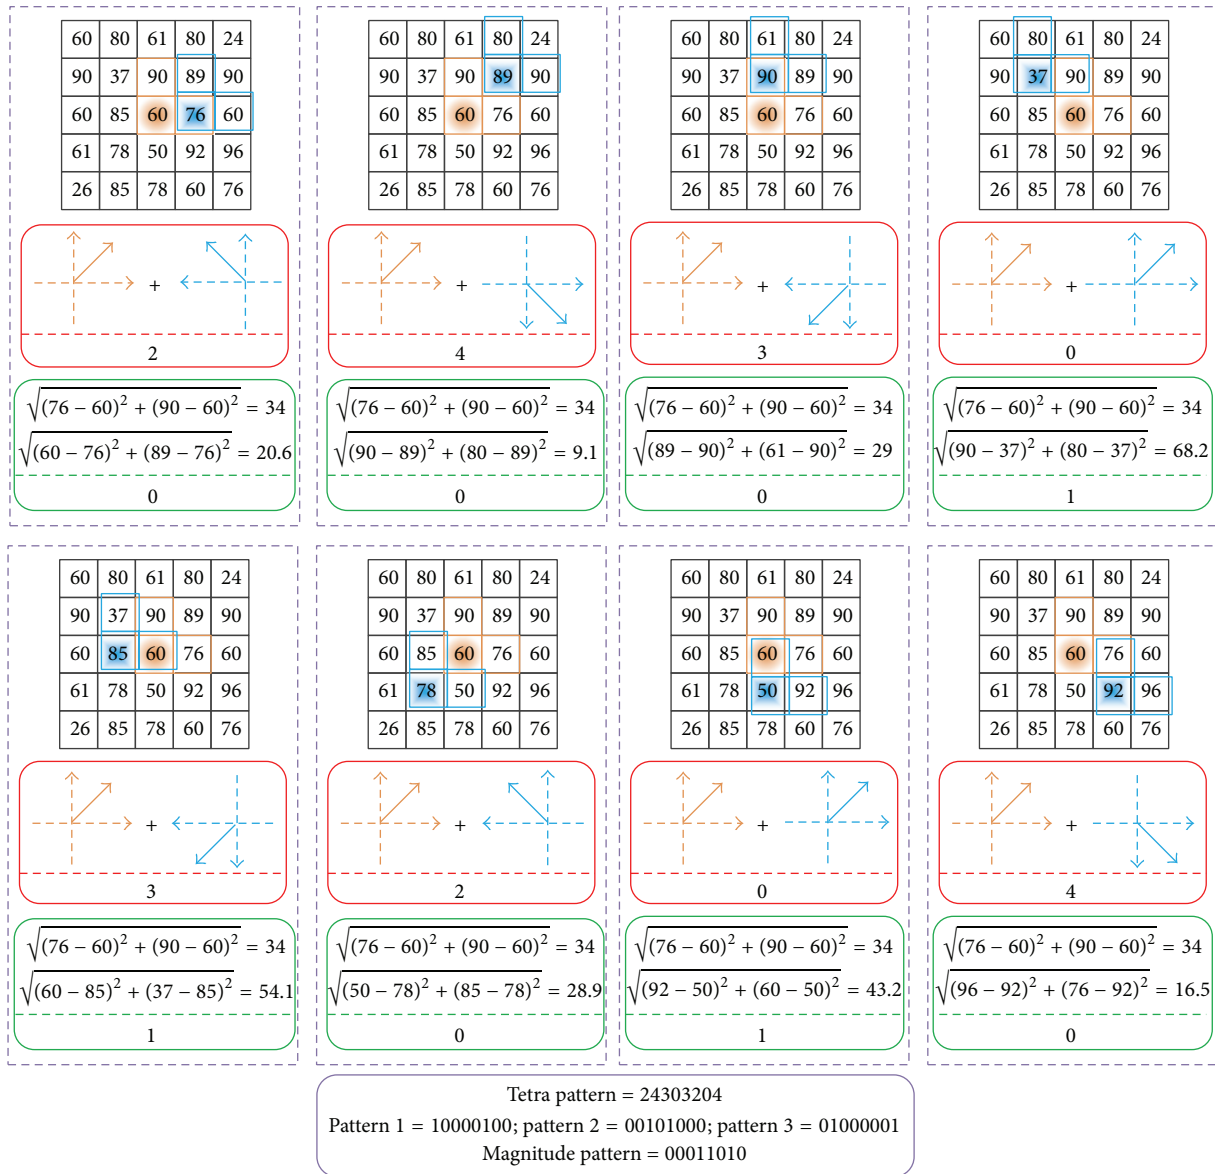 60 80 61 80 24
90 37 90 89 90
60 85 60 76 60
61 78 50 92 96
26 85 78 60 76
+
2
√(76 − 60)² + (90 − 60)² = 34
√(60 − 76)² + (89 − 76)² = 20.6
0
60 80 61 80 24
90 37 90 89 90
60 85 60 76 60
61 78 50 92 96
26 85 78 60 76
+
4
√(76 − 60)² + (90 − 60)² = 34
√(90 − 89)² + (80 − 89)² = 9.1
0
60 80 61 80 24
90 37 90 89 90
60 85 60 76 60
61 78 50 92 96
26 85 78 60 76
+
3
√(76 − 60)² + (90 − 60)² = 34
√(89 − 90)² + (61 − 90)² = 29
0
60 80 61 80 24
90 37 90 89 90
60 85 60 76 60
61 78 50 92 96
26 85 78 60 76
+
0
√(76 − 60)² + (90 − 60)² = 34
√(90 − 37)² + (80 − 37)² = 68.2
1
60 80 61 80 24
90 37 90 89 90
60 85 60 76 60
61 78 50 92 96
26 85 78 60 76
+
3
√(76 − 60)² + (90 − 60)² = 34
√(60 − 85)² + (37 − 85)² = 54.1
1
60 80 61 80 24
90 37 90 89 90
60 85 60 76 60
61 78 50 92 96
26 85 78 60 76
+
2
√(76 − 60)² + (90 − 60)² = 34
√(50 − 78)² + (85 − 78)² = 28.9
0
60 80 61 80 24
90 37 90 89 90
60 85 60 76 60
61 78 50 92 96
26 85 78 60 76
+
0
√(76 − 60)² + (90 − 60)² = 34
√(92 − 50)² + (60 − 50)² = 43.2
1
60 80 61 80 24
90 37 90 89 90
60 85 60 76 60
61 78 50 92 96
26 85 78 60 76
+
4
√(76 − 60)² + (90 − 60)² = 34
√(96 − 92)² + (76 − 92)² = 16.5
0
Tetra pattern = 24303204
Pattern 1 = 10000100; pattern 2 = 00101000; pattern 3 = 01000001
Magnitude pattern = 00011010